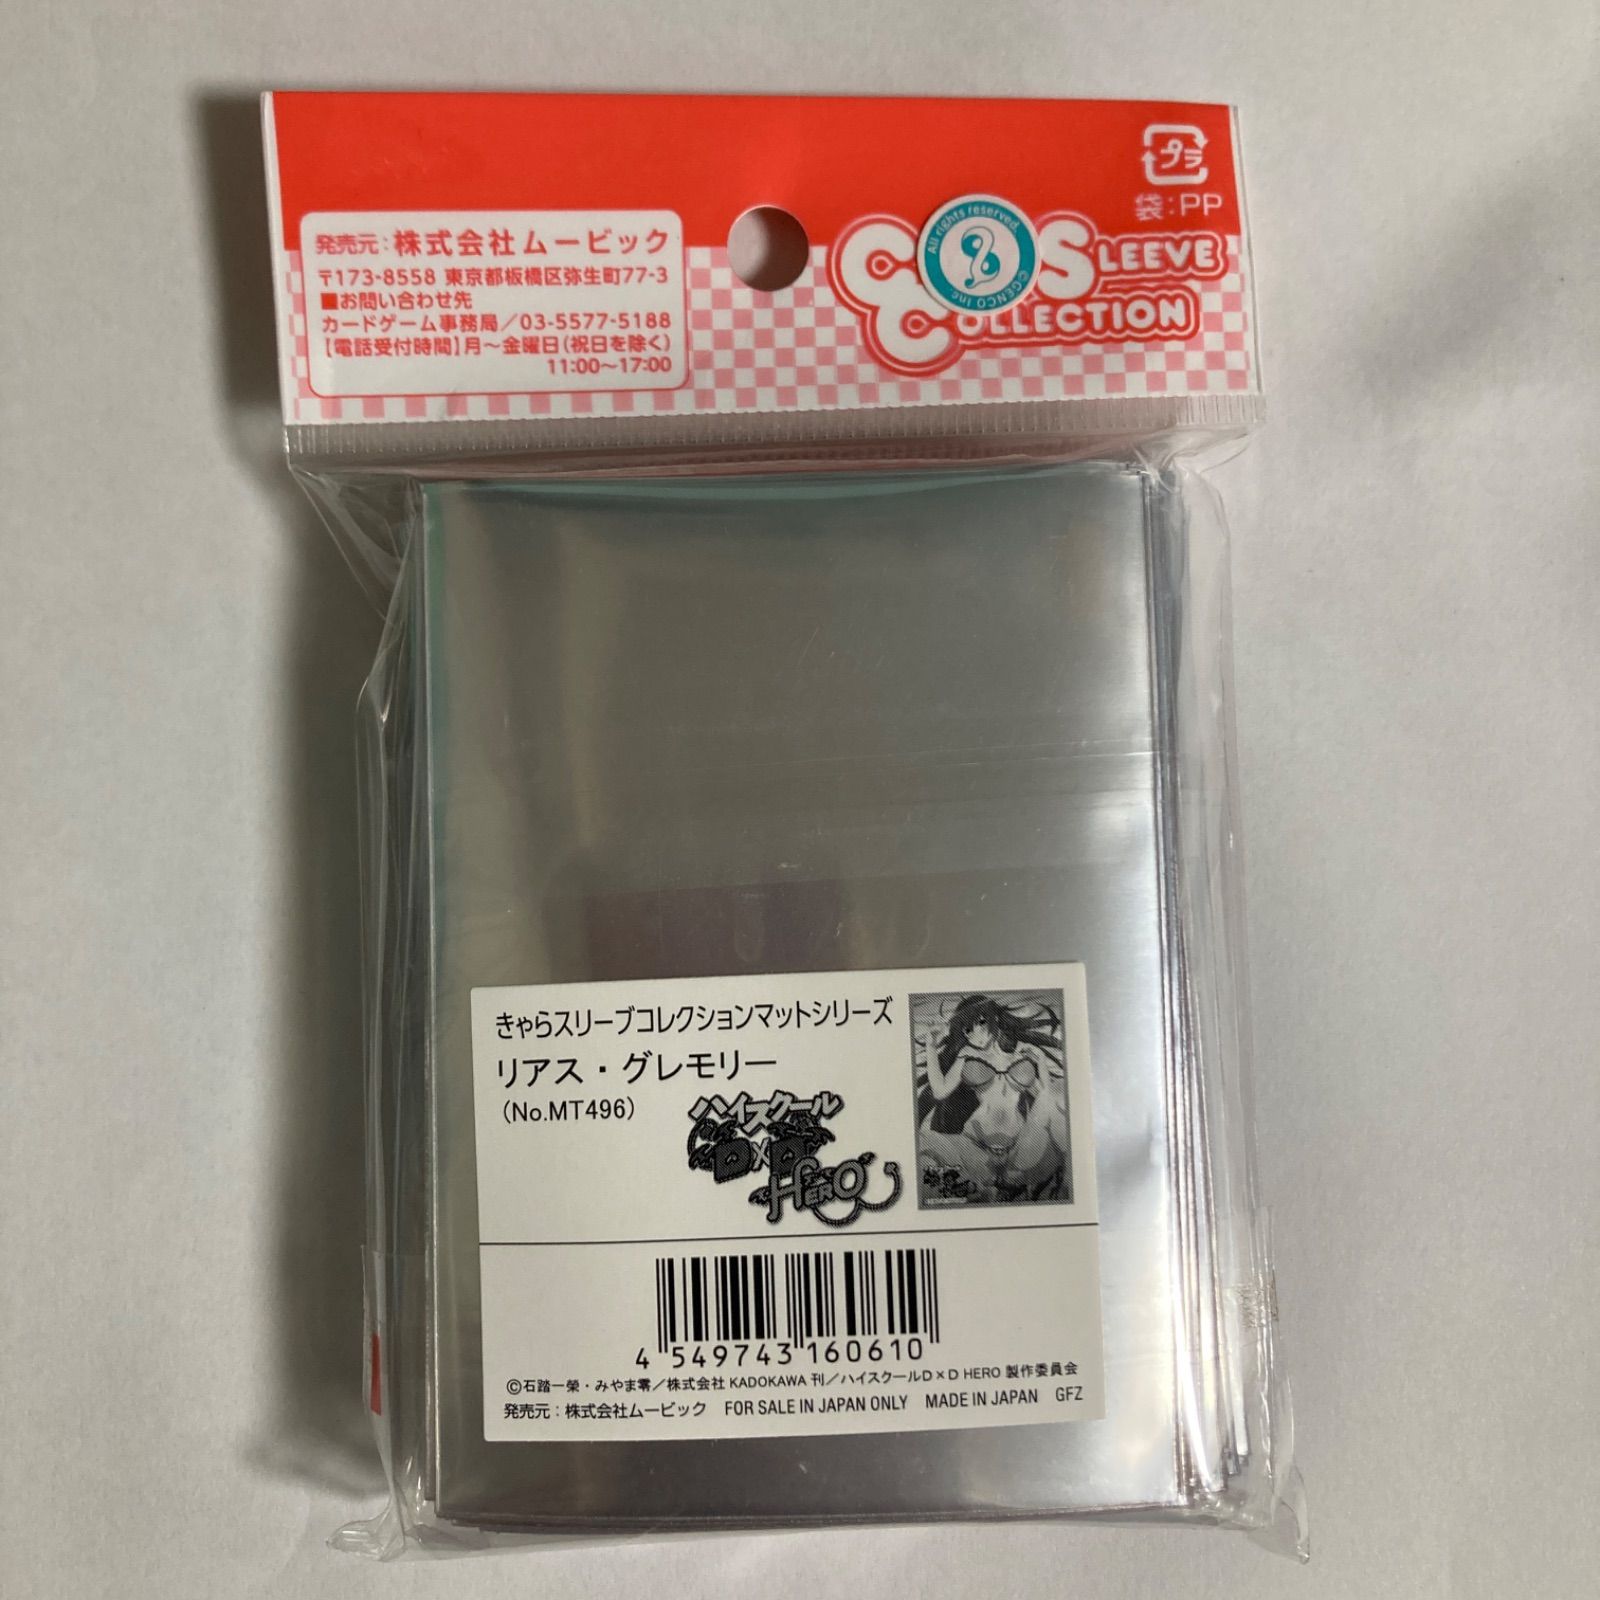 プラ
袋:PP
発売元:株式会社ムービック
〒173-8558 東京都板橋区弥生町77-3
■お問い合わせ先
カードゲーム事務局/03-5577-5188
【電話受付時間】月〜金曜日(祝日を除く)
11:00〜17:00
All rights reserved.
©GENCO Inc.
SLEEVE
COLLECTION
きゃらスリーブコレクションマットシリーズ
リアス・グレモリー
(No.MT496)
ハイスクール
D×D
HERO
4 549743 160610
©石踏一榮・みやま零/株式会社 KADOKAWA 刊/ハイスクールD×D HERO 製作委員会
発売元:株式会社ムービック FOR SALE IN JAPAN ONLY MADE IN JAPAN GFZ